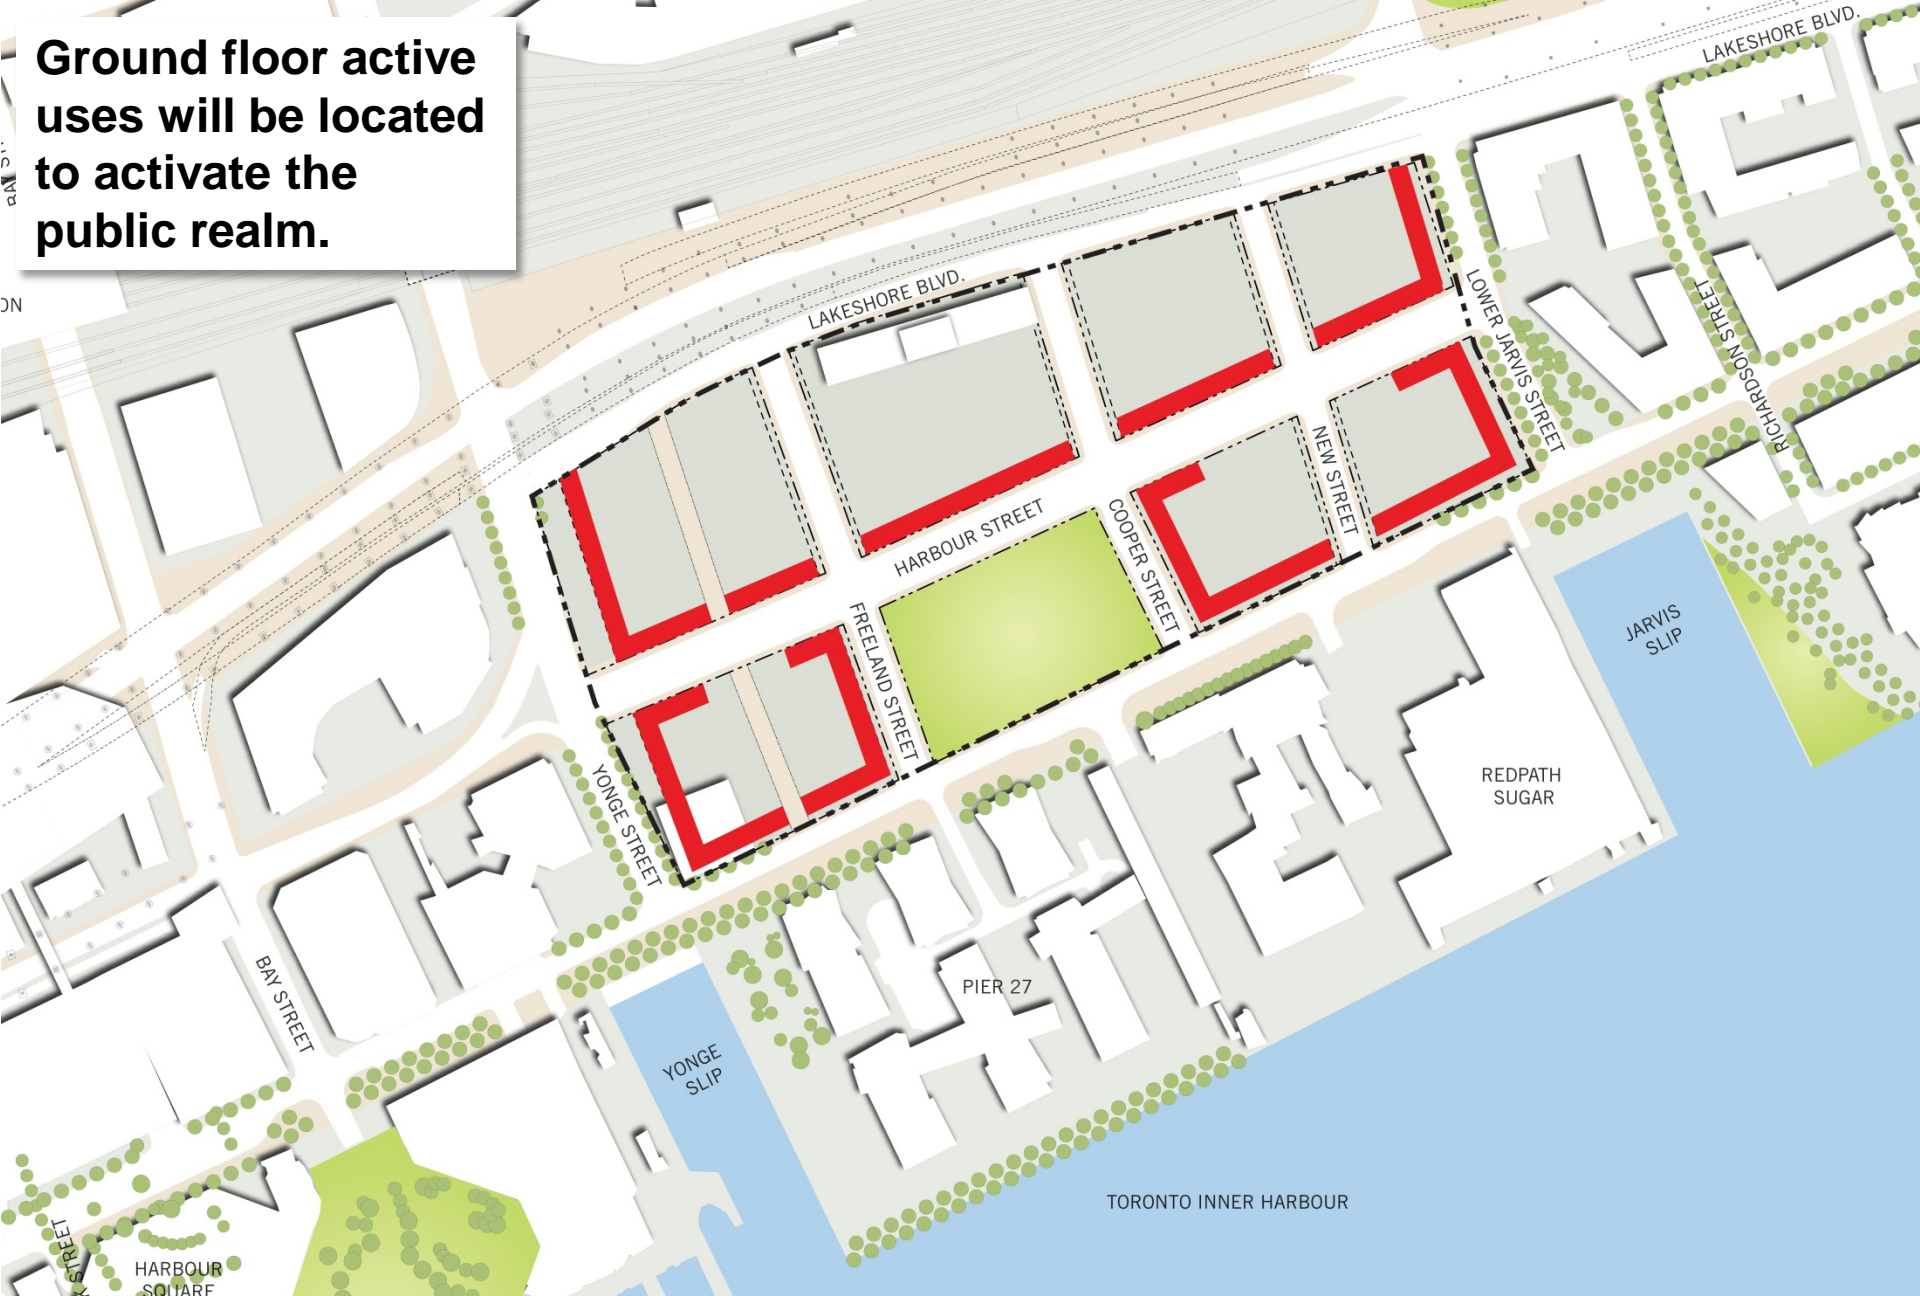 Ground floor active
uses will be located
to activate the
public realm.
LAKESHORE BLVD.
LAKESHORE BLVD.
LOWER JARVIS STREET
RICHARDSON STREET
NEW STREET
HARBOUR STREET
COOPER STREET
FREELAND STREET
YONGE STREET
BAY STREET
JARVIS
SLIP
REDPATH
SUGAR
PIER 27
YONGE
SLIP
TORONTO INNER HARBOUR
HARBOUR
SQUARE
STREET